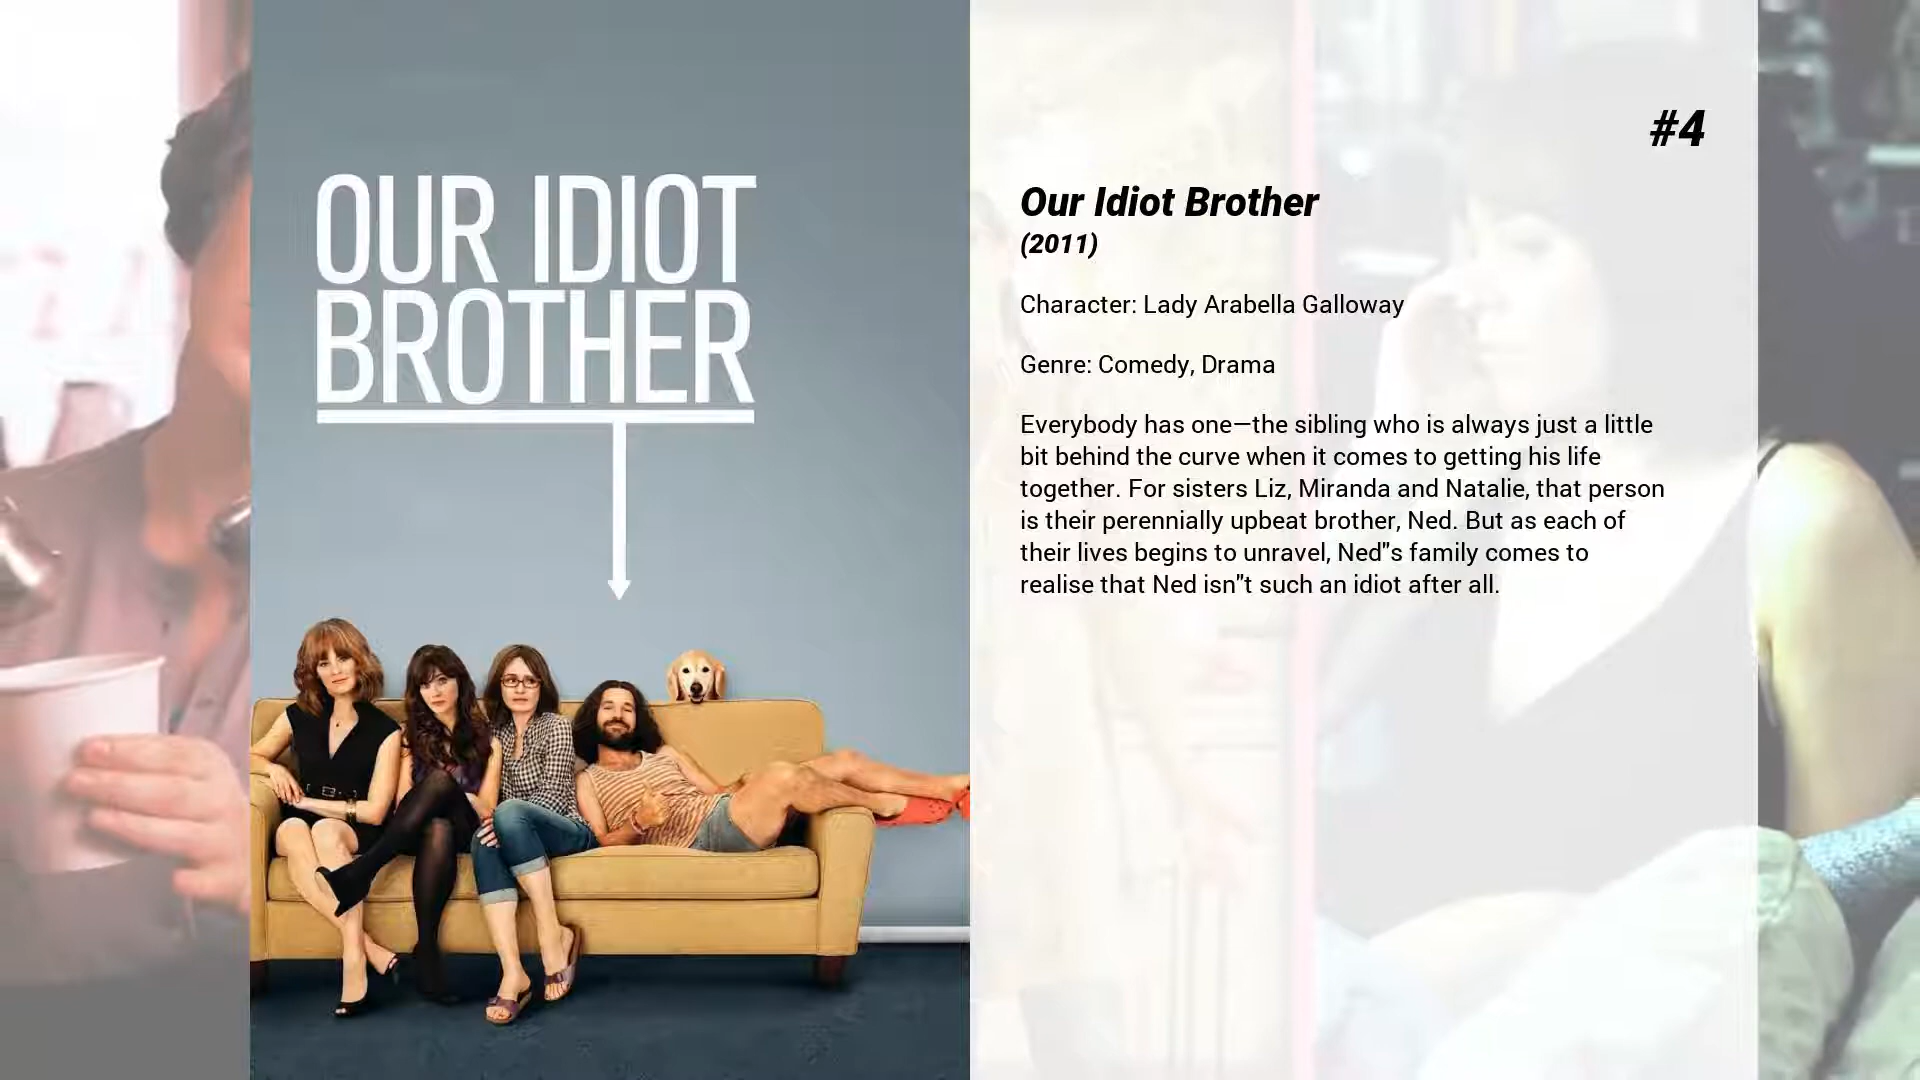 OUR IDIOT
BROTHER
#4
Our Idiot Brother
(2011)
Character: Lady Arabella Galloway
Genre: Comedy, Drama
Everybody has one—the sibling who is always just a little
bit behind the curve when it comes to getting his life
together. For sisters Liz, Miranda and Natalie, that person
is their perennially upbeat brother, Ned. But as each of
their lives begins to unravel, Ned"s family comes to
realise that Ned isn"t such an idiot after all.